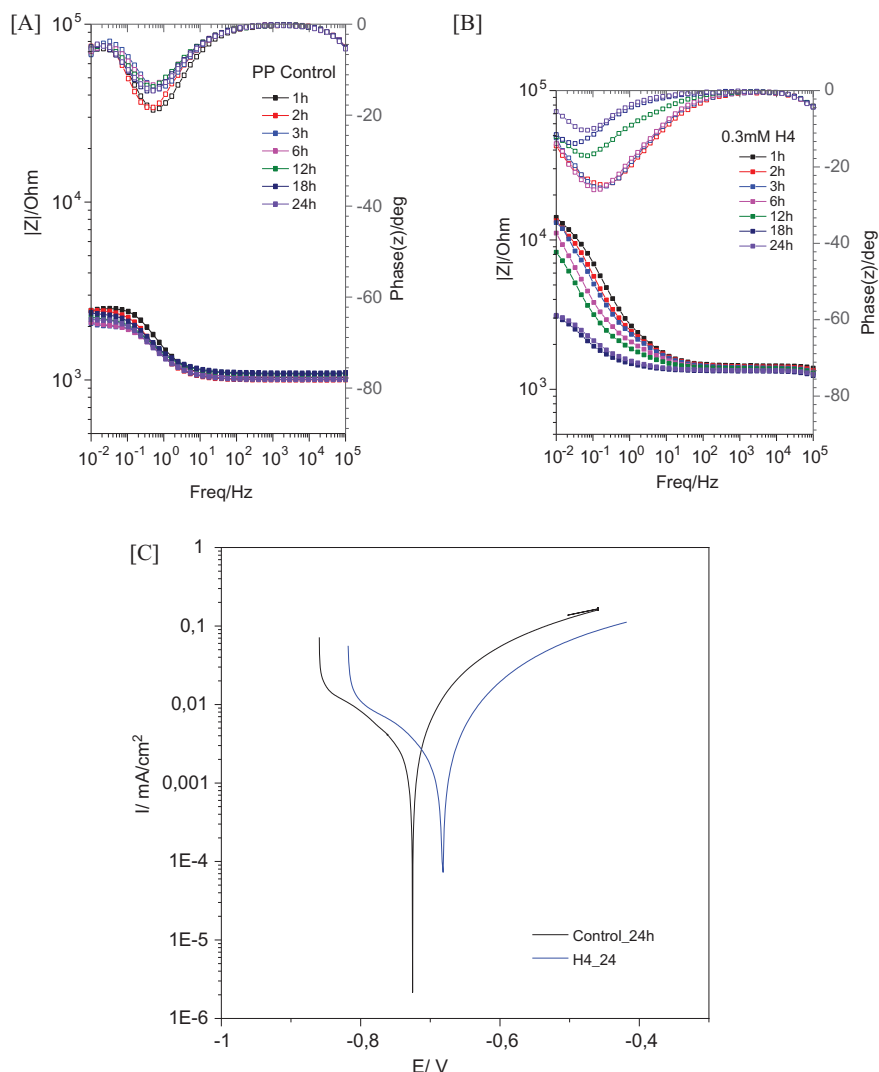 [A]
10^5
10^4
10^3
|Z|/Ohm
0
-20
-40
-60
-80
Phase(z)/deg
PP Control
1h
2h
3h
6h
12h
18h
24h
10^-2 10^-1 10^0 10^1 10^2 10^3 10^4 10^5
Freq/Hz
[B]
10^5
10^4
10^3
|Z|/Ohm
0
-20
-40
-60
-80
Phase(z)/deg
0.3mM H4
1h
2h
3h
6h
12h
18h
24h
10^-2 10^-1 10^0 10^1 10^2 10^3 10^4 10^5
Freq/Hz
[C]
1
0,1
0,01
0,001
1E-4
1E-5
1E-6
I/ mA/cm^2
Control_24h
H4_24
-1 -0,8 -0,6 -0,4
E/ V